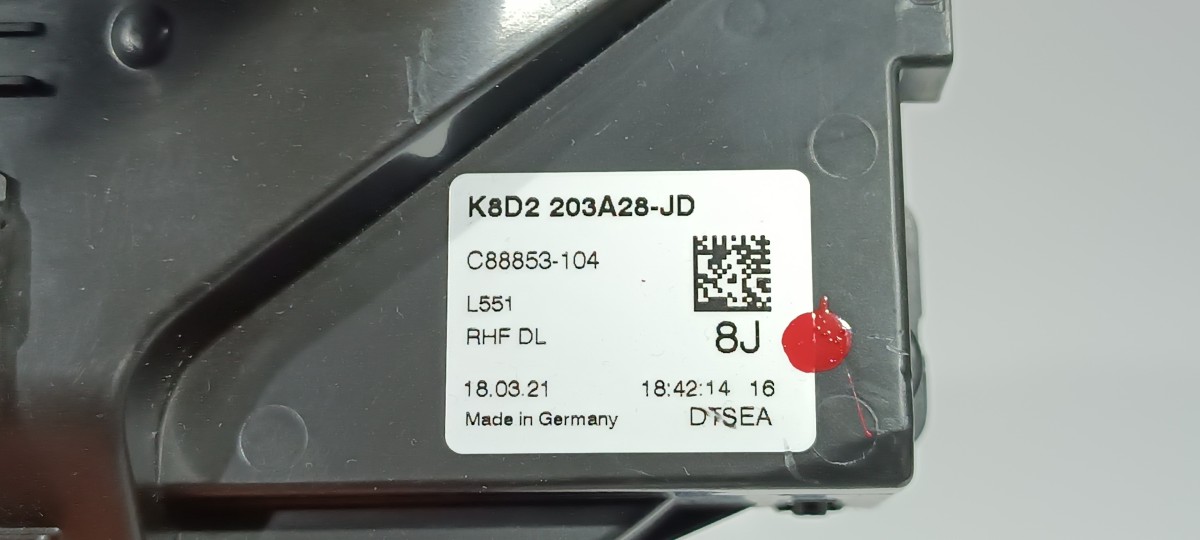 K8D2 203A28-JD
C88853-104
L551
RHF DL
8J
18.03.21 18:42:14 16
Made in Germany DTSEA